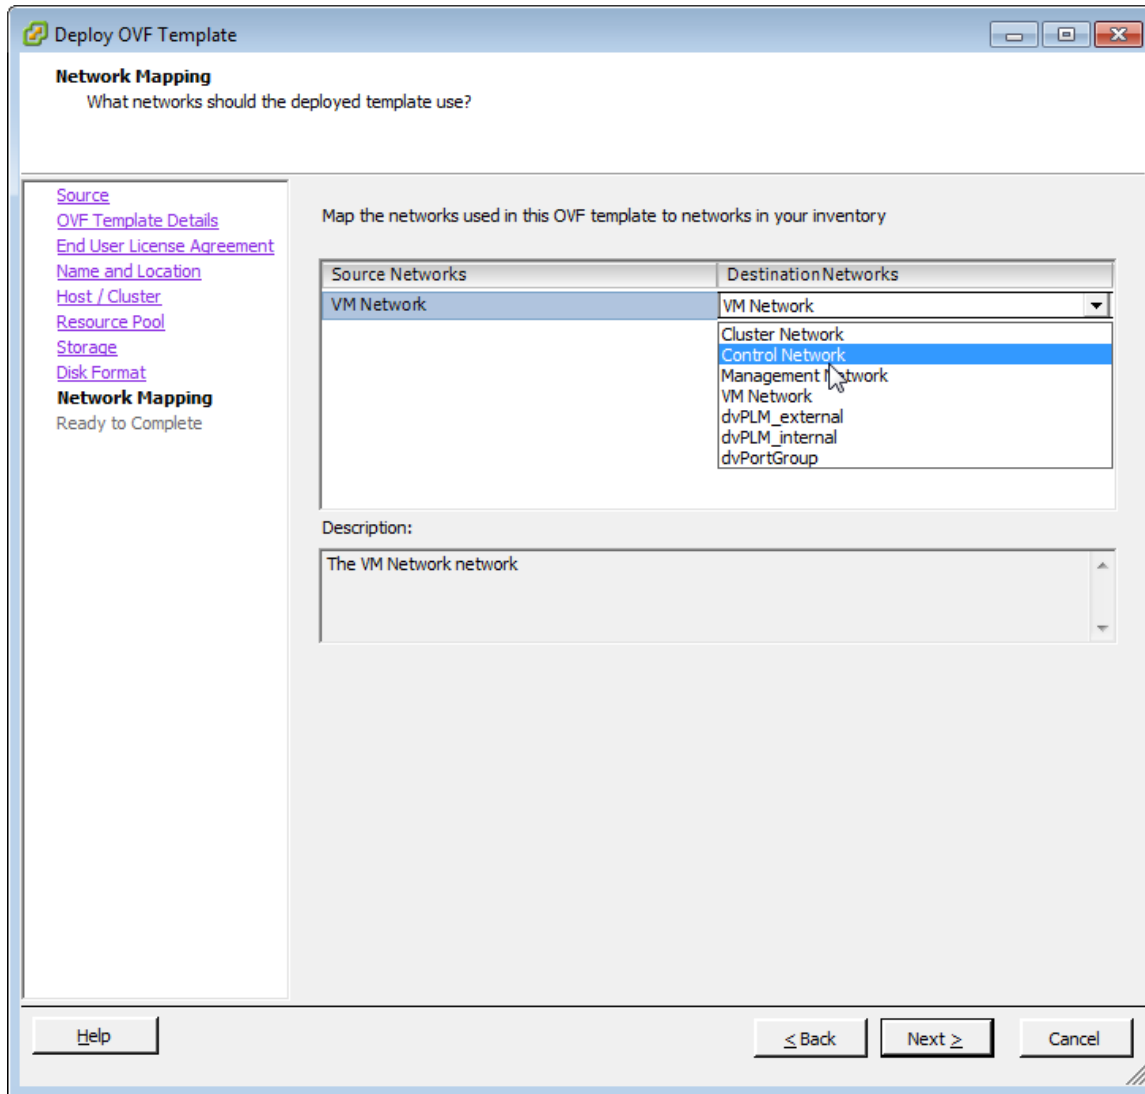 Deploy OVF Template
Network Mapping
What networks should the deployed template use?
Source
OVF Template Details
End User License Agreement
Name and Location
Host / Cluster
Resource Pool
Storage
Disk Format
Network Mapping
Ready to Complete
Map the networks used in this OVF template to networks in your inventory
Source Networks Destination Networks
VM Network VM Network
Cluster Network
Control Network
Management Network
VM Network
dvPLM_external
dvPLM_internal
dvPortGroup
Description:
The VM Network network
Help < Back Next > Cancel